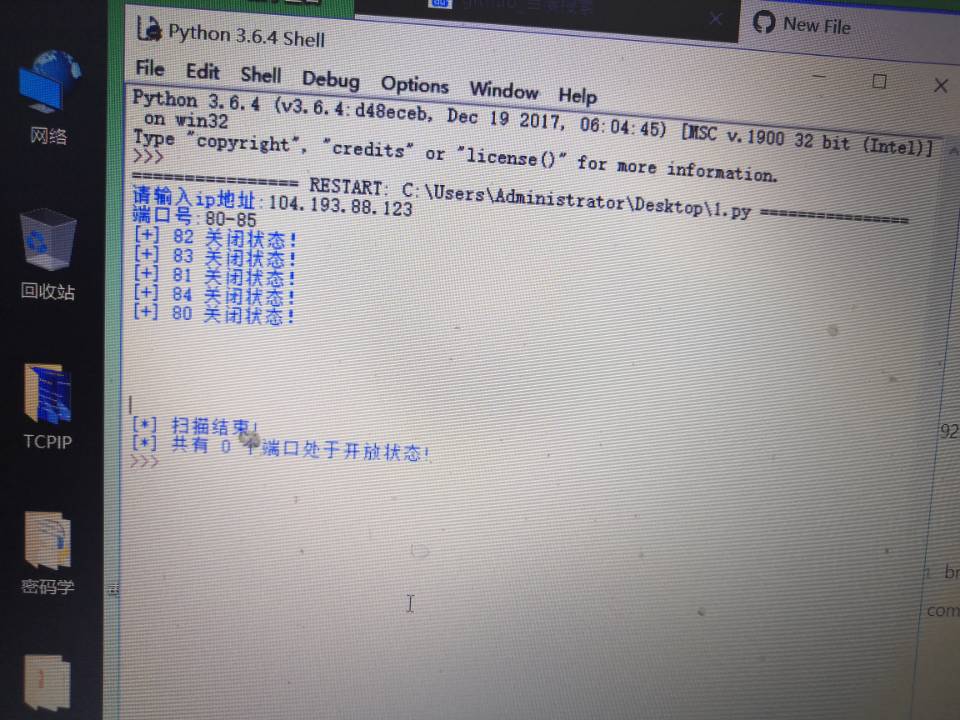 New File
Python 3.6.4 Shell
File Edit Shell Debug Options Window Help
Python 3.6.4 (v3.6.4:d48eceb, Dec 19 2017, 06:04:45) [MSC v.1900 32 bit (Intel)]
on win32
Type "copyright", "credits" or "license()" for more information.
>>>
================ RESTART: C:\Users\Administrator\Desktop\1.py ================
请输入ip地址:104.193.88.123
端口号:80-85
[+] 82 关闭状态!
[+] 83 关闭状态!
[+] 81 关闭状态!
[+] 84 关闭状态!
[+] 80 关闭状态!
[*] 扫描结束!
[*] 共有 0 个端口处于开放状态!
>>>
网络
回收站
TCPIP
密码学
92
br
com